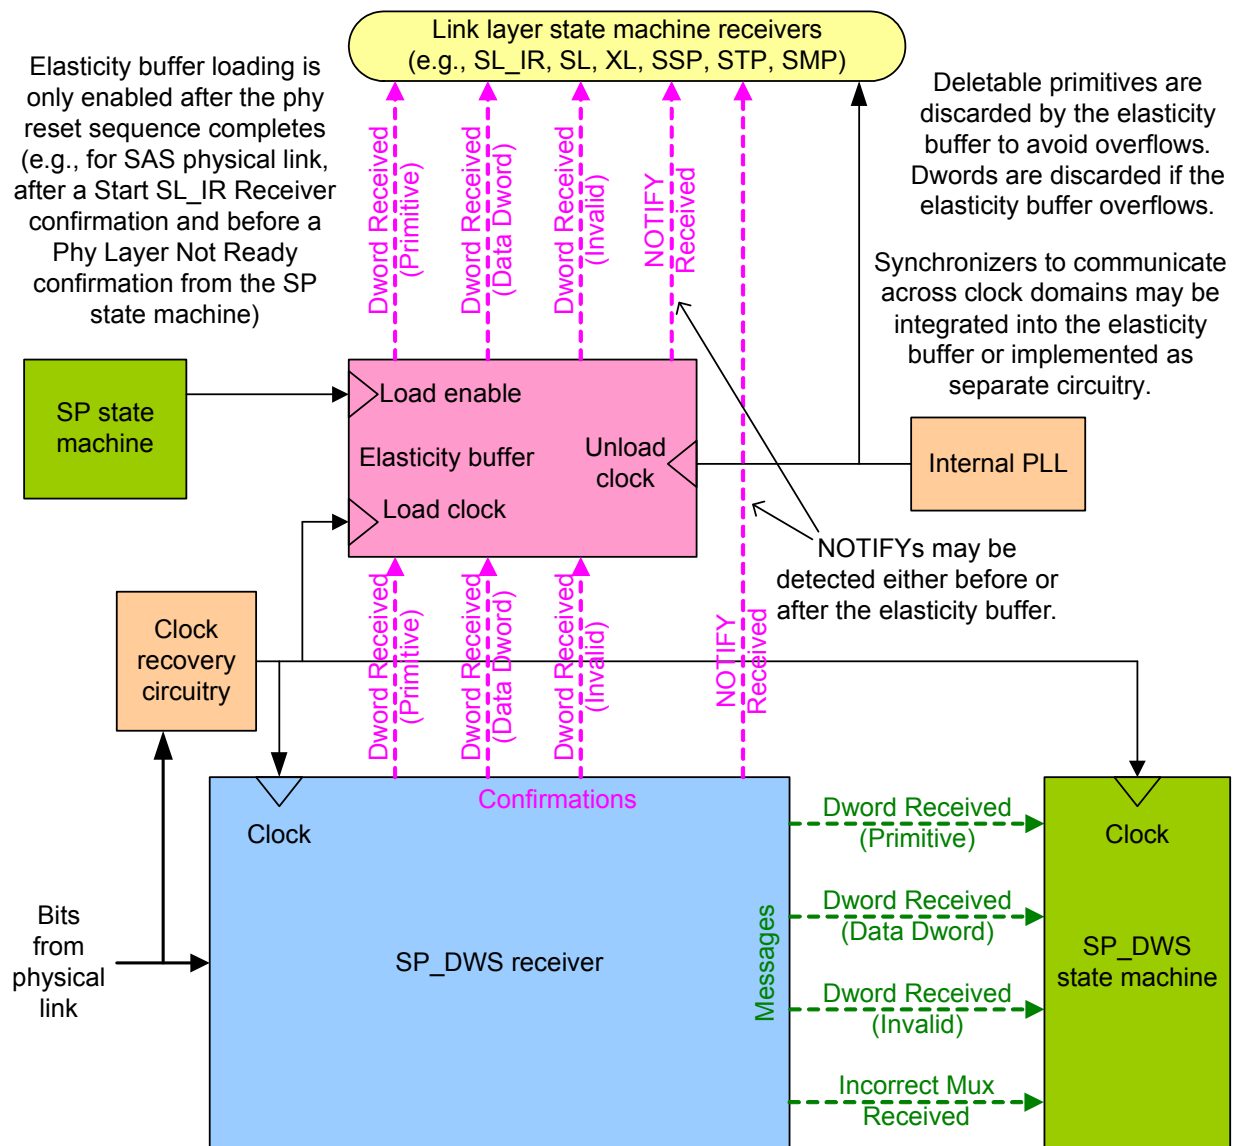 Link layer state machine receivers
(e.g., SL_IR, SL, XL, SSP, STP, SMP)
Elasticity buffer loading is
only enabled after the phy
reset sequence completes
(e.g., for SAS physical link,
after a Start SL_IR Receiver
confirmation and before a
Phy Layer Not Ready
confirmation from the SP
state machine)
Deletable primitives are
discarded by the elasticity
buffer to avoid overflows.
Dwords are discarded if the
elasticity buffer overflows.
Synchronizers to communicate
across clock domains may be
integrated into the elasticity
buffer or implemented as
separate circuitry.
Dword Received
(Primitive)
Dword Received
(Data Dword)
Dword Received
(Invalid)
NOTIFY
Received
SP state
machine
Load enable
Elasticity buffer
Unload
clock
Load clock
Internal PLL
NOTIFYs may be
detected either before or
after the elasticity buffer.
Clock
recovery
circuitry
Dword Received
(Primitive)
Dword Received
(Data Dword)
Dword Received
(Invalid)
NOTIFY
Received
Confirmations
Clock
SP_DWS receiver
Bits
from
physical
link
Messages
Dword Received
(Primitive)
Dword Received
(Data Dword)
Dword Received
(Invalid)
Incorrect Mux
Received
Clock
SP_DWS
state machine